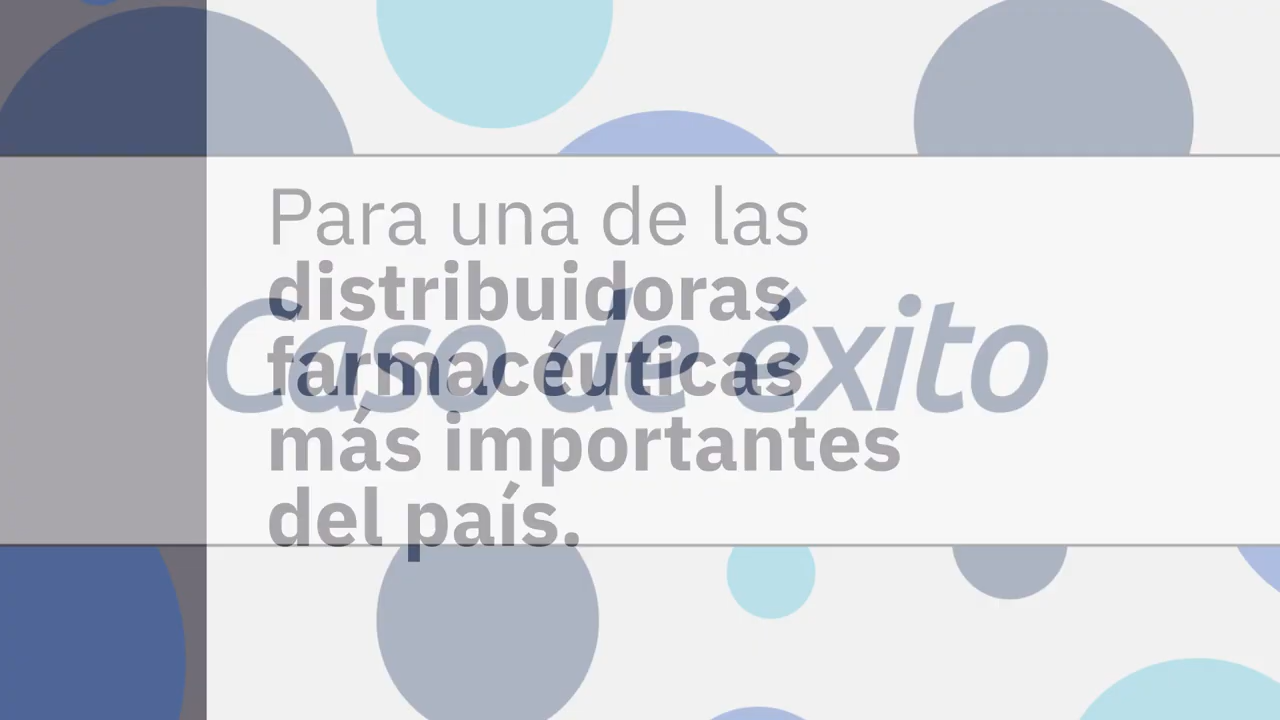 Para una de las
distribuidoras
Caso de éxito
farmacéuticas
más importantes
del país.